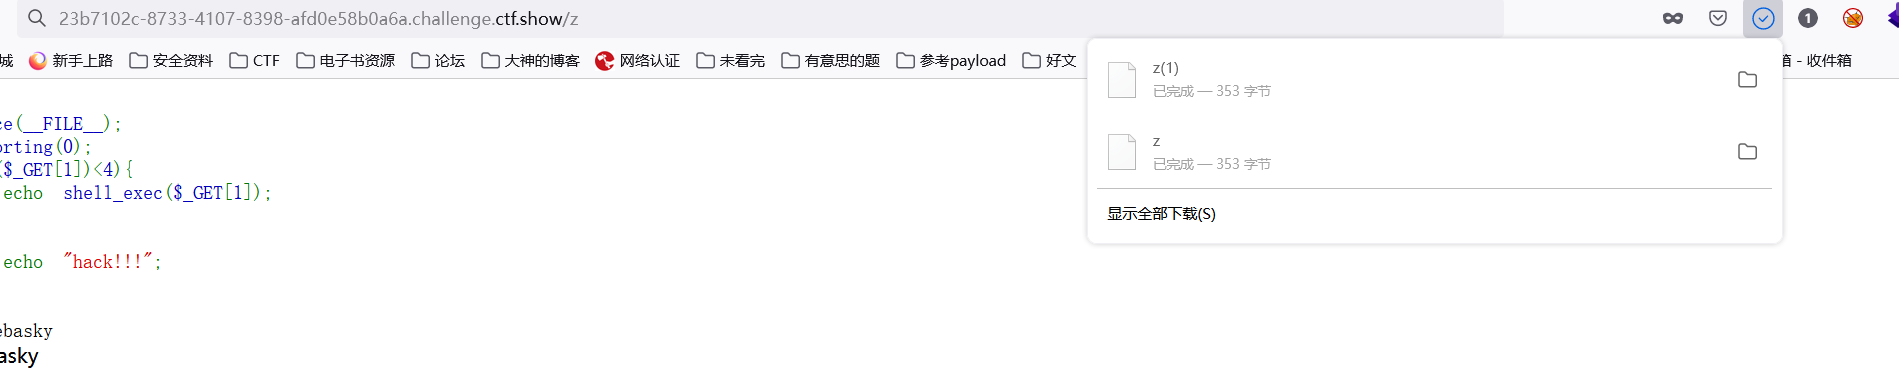 23b7102c-8733-4107-8398-afd0e58b0a6a.challenge.ctf.show/z
1
城 新手上路 安全资料 CTF 电子书资源 论坛 大神的博客 网络认证 未看完 有意思的题 参考payload 好文 箱 - 收件箱
z(1)
已完成 — 353 字节
z
已完成 — 353 字节
显示全部下载(S)
ce(__FILE__);
orting(0);
($_GET[1])<4){
echo shell_exec($_GET[1]);
echo "hack!!!";
ebasky
asky